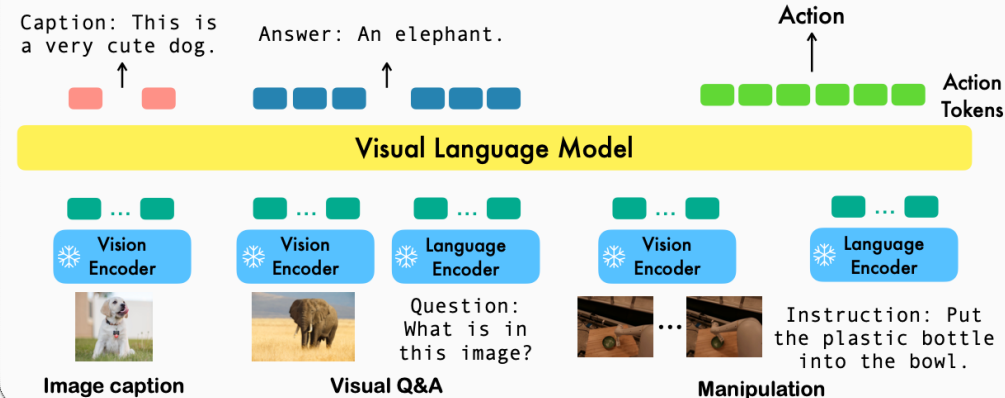 Caption: This is
a very cute dog.
Answer: An elephant.
Action
Action
Tokens
Visual Language Model
...
...
...
...
...
Vision
Encoder
Vision
Encoder
Language
Encoder
Vision
Encoder
Language
Encoder
Question:
What is in
this image?
...
Instruction: Put
the plastic bottle
into the bowl.
Image caption
Visual Q&A
Manipulation